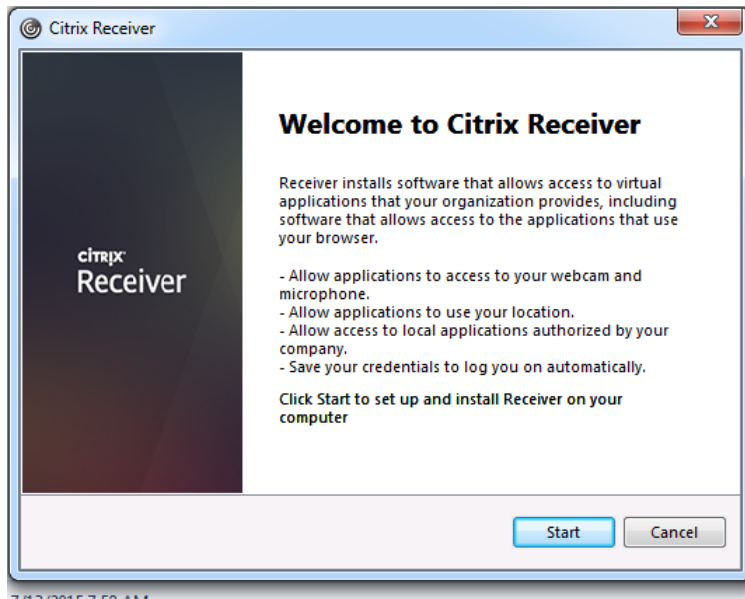 Citrix Receiver
Welcome to Citrix Receiver
Receiver installs software that allows access to virtual
applications that your organization provides, including
software that allows access to the applications that use
your browser.
- Allow applications to access to your webcam and
microphone.
- Allow applications to use your location.
- Allow access to local applications authorized by your
company.
- Save your credentials to log you on automatically.
Click Start to set up and install Receiver on your
computer
CITRIX
Receiver
Start
Cancel